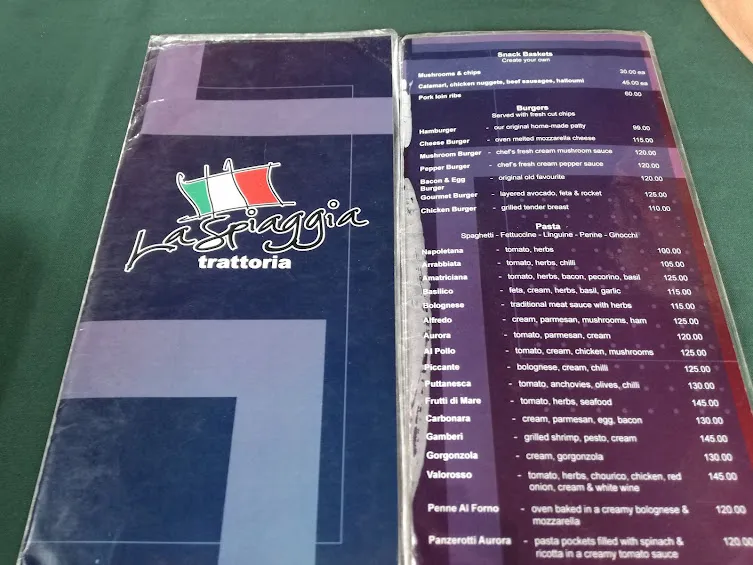 La Spiaggia
trattoria
Snack Baskets
Create your own
Mushrooms & chips 30.00 ea
Calamari, chicken nuggets, beef sausages, halloumi 45.00 ea
Pork loin ribs 60.00
Burgers
Served with fresh cut chips
Hamburger - our original home-made patty 99.00
Cheese Burger - oven melted mozzarella cheese 115.00
Mushroom Burger - chef's fresh cream mushroom sauce 120.00
Pepper Burger - chef's fresh cream pepper sauce 120.00
Bacon & Egg - original old favourite 120.00
Burger
Gourmet Burger - layered avocado, feta & rocket 125.00
Chicken Burger - grilled tender breast 110.00
Pasta
Spaghetti - Fettucine - Linguine - Penne - Gnocchi
Napoletana - tomato, herbs 100.00
Arrabbiata - tomato, herbs, chilli 105.00
Amatriciana - tomato, herbs, bacon, pecorino, basil 125.00
Basilico - feta, cream, herbs, basil, garlic 115.00
Bolognese - traditional meat sauce with herbs 115.00
Alfredo - cream, parmesan, mushrooms, ham 125.00
Aurora - tomato, parmesan, cream 120.00
Al Pollo - tomato, cream, chicken, mushrooms 125.00
Piccante - bolognese, cream, chilli 125.00
Puttanesca - tomato, anchovies, olives, chilli 130.00
Frutti di Mare - tomato, herbs, seafood 145.00
Carbonara - cream, parmesan, egg, bacon 130.00
Gamberi - grilled shrimp, pesto, cream 145.00
Gorgonzola - cream, gorgonzola 130.00
Valorosso - tomato, herbs, chourico, chicken, red 145.00
onion, cream & white wine
Penne Al Forno - oven baked in a creamy bolognese & 120.00
mozzarella
Panzerotti Aurora - pasta pockets filled with spinach & 120.00
ricotta in a creamy tomato sauce